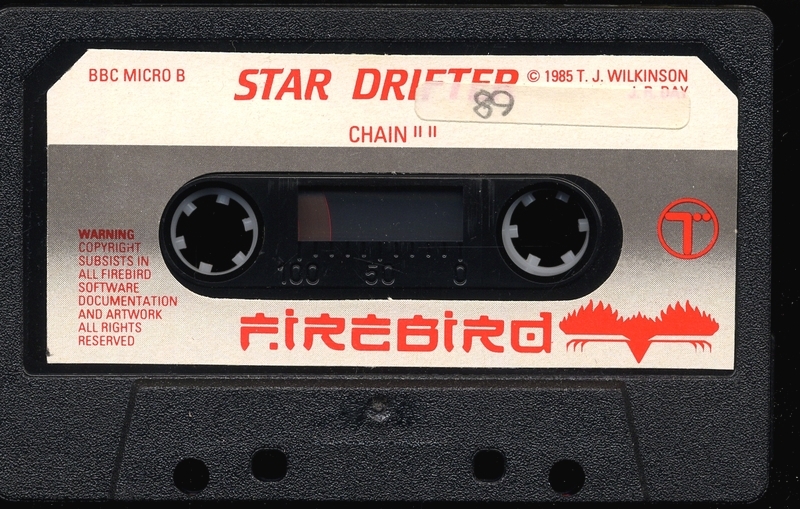 BBC MICRO B
STAR DRIFTER
© 1985 T. J. WILKINSON
89
CHAIN " "
WARNING
COPYRIGHT
SUBSISTS IN
ALL FIREBIRD
SOFTWARE
DOCUMENTATION
AND ARTWORK
ALL RIGHTS
RESERVED
100 50 0
FIREBIRD